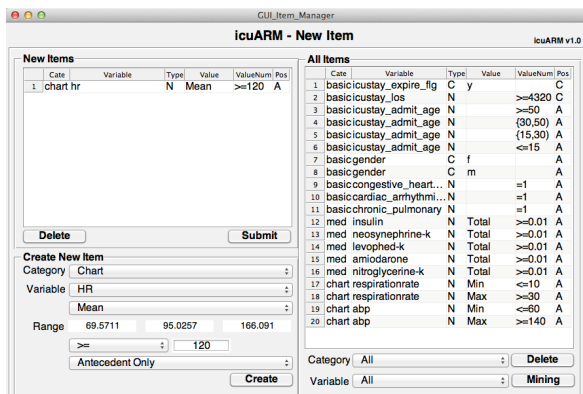 GUI_Item_Manager
icuARM - New Item
icuARM v1.0
New Items
Cate Variable Type Value ValueNum Pos
1 chart hr N Mean >=120 A
Delete Submit
Create New Item
Category Chart
Variable HR
Mean
Range 69.5711 95.0257 166.091
>= 120
Antecedent Only
Create
All Items
Cate Variable Type Value ValueNum Pos
1 basic icustay_expire_flg C y C
2 basic icustay_los N >=4320 C
3 basic icustay_admit_age N >=50 A
4 basic icustay_admit_age N {30,50) A
5 basic icustay_admit_age N {15,30) A
6 basic icustay_admit_age N <=15 A
7 basic gender C f A
8 basic gender C m A
9 basic congestive_heart... N =1 A
10 basic cardiac_arrhythmi... N =1 A
11 basic chronic_pulmonary N =1 A
12 med insulin N Total >=0.01 A
13 med neosynephrine-k N Total >=0.01 A
14 med levophed-k N Total >=0.01 A
15 med amiodarone N Total >=0.01 A
16 med nitroglycerine-k N Total >=0.01 A
17 chart respirationrate N Min <=10 A
18 chart respirationrate N Max >=30 A
19 chart abp N Min <=60 A
20 chart abp N Max >=140 A
Category All Delete
Variable All Mining